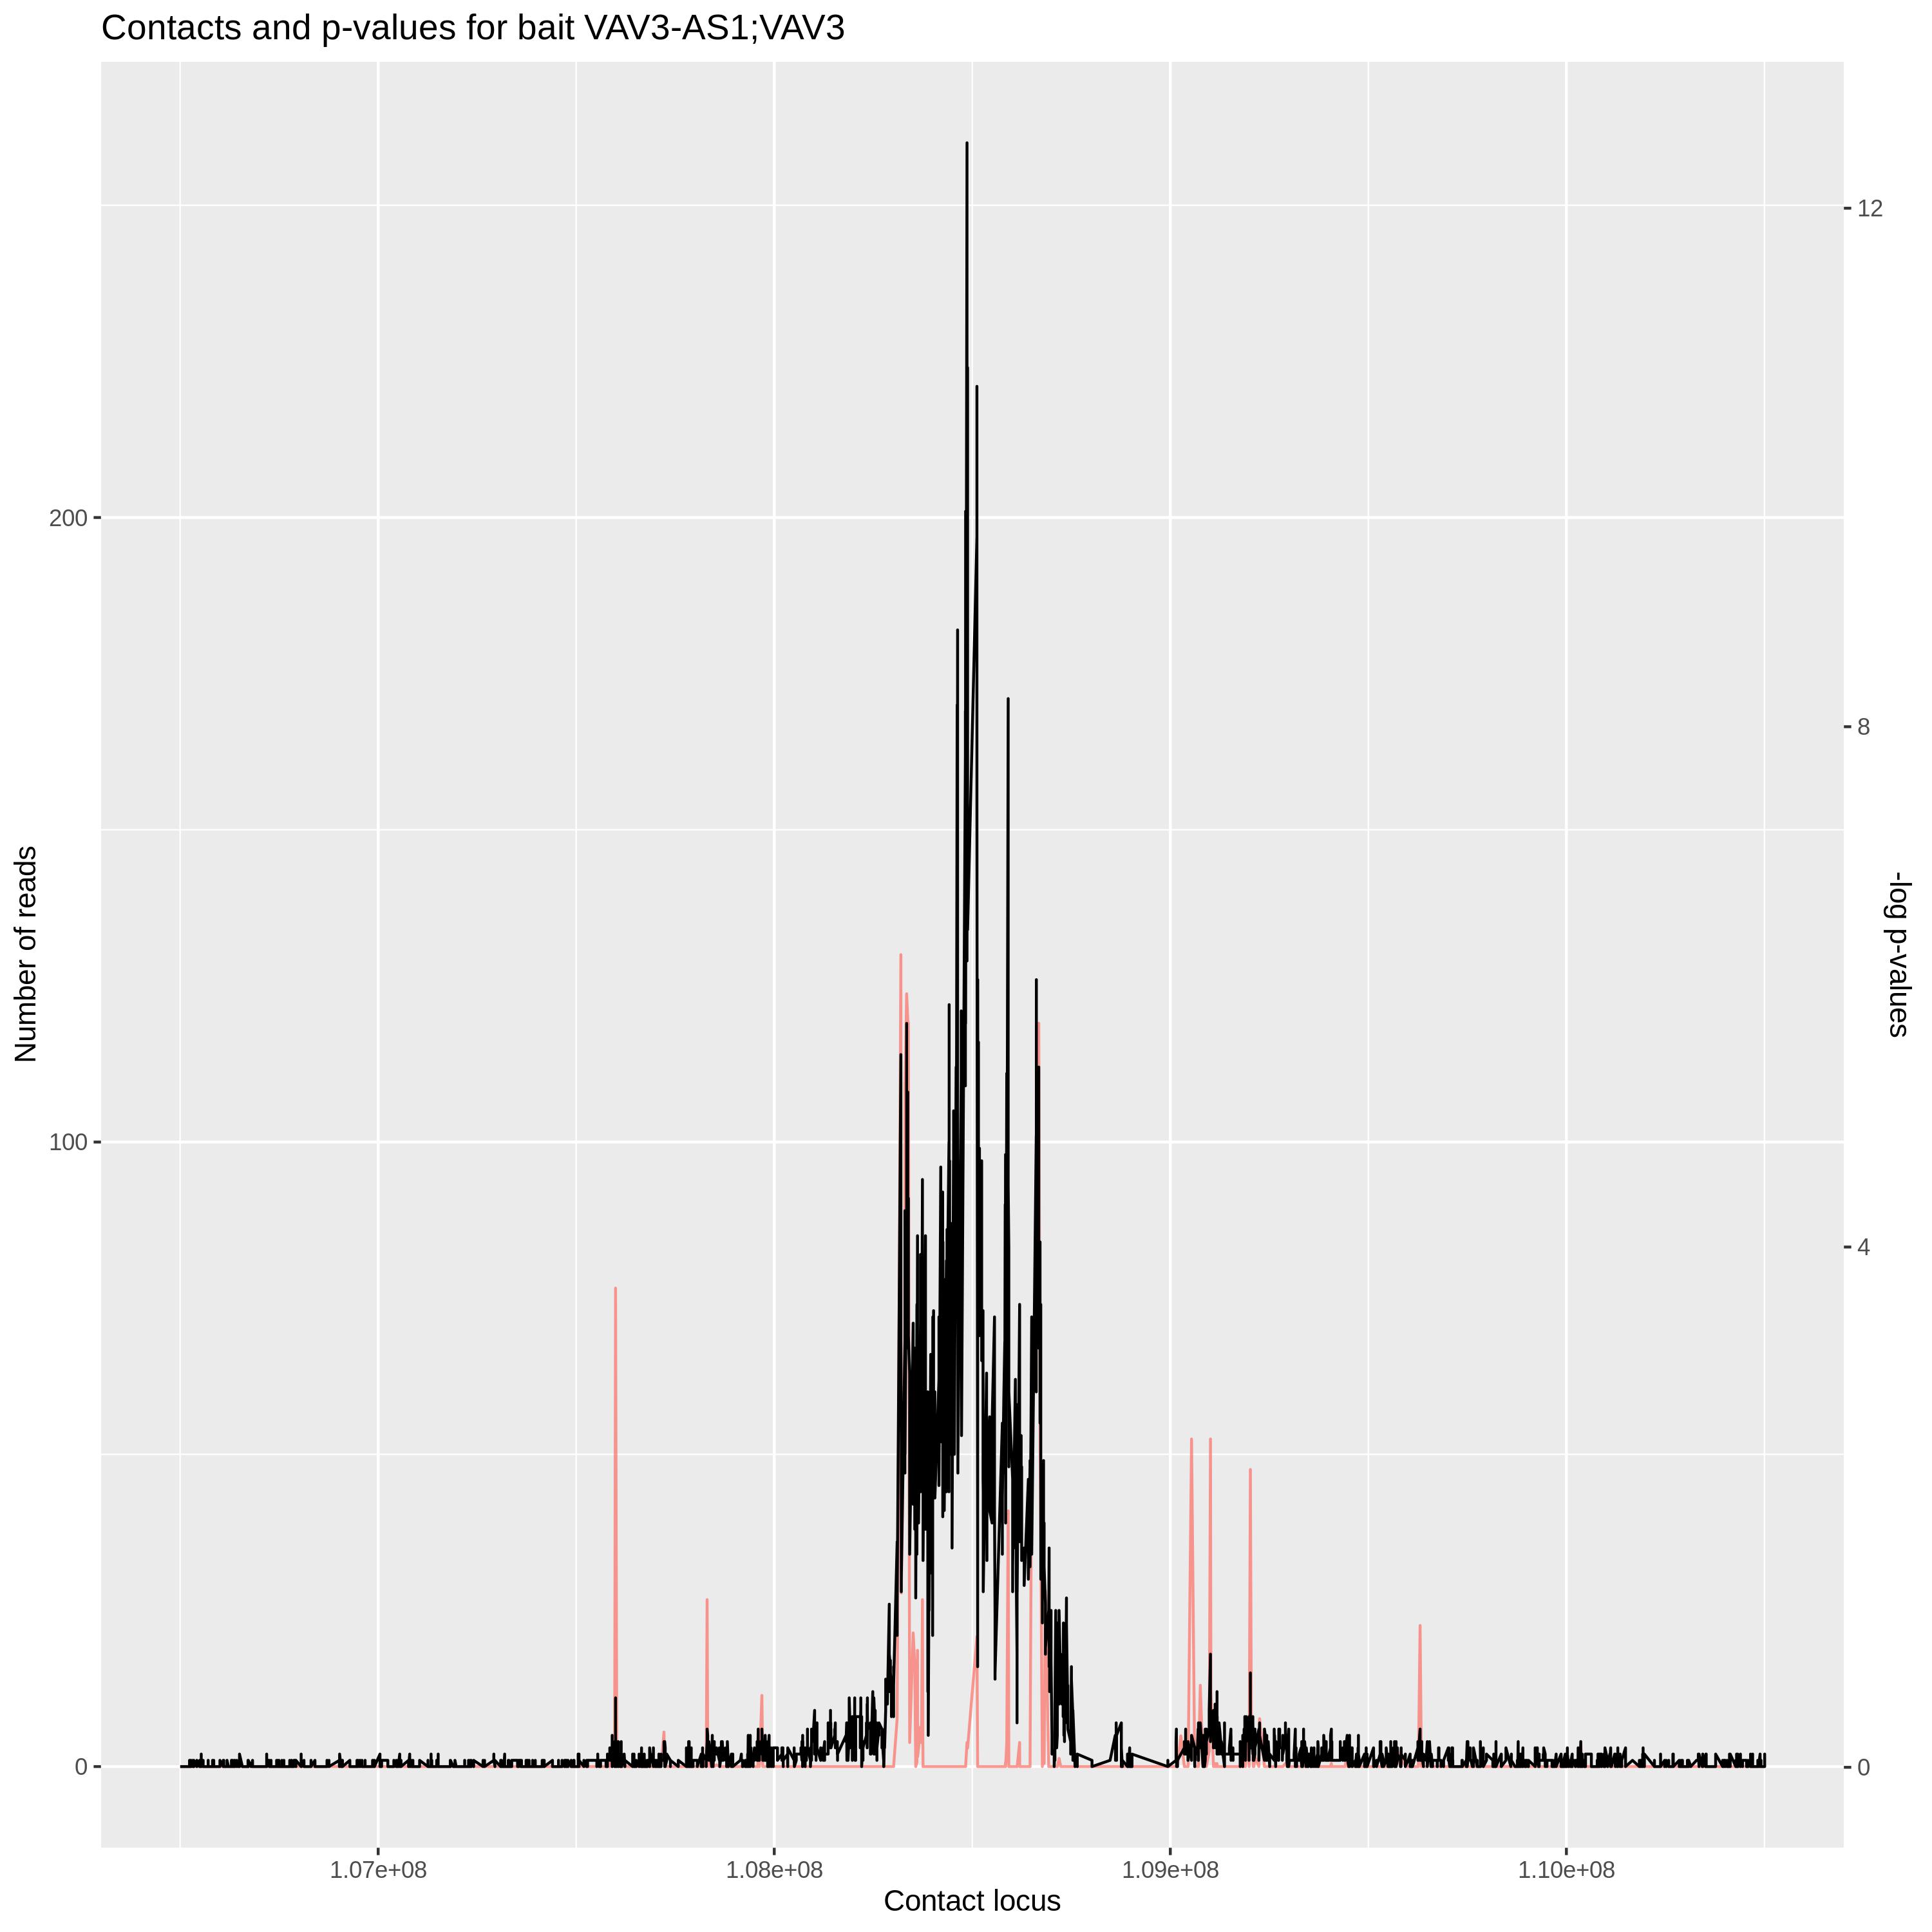 Contacts and p-values for bait VAV3-AS1;VAV3
Number of reads
200
100
0
12
8
4
0
-log p-values
1.07e+08
1.08e+08
1.09e+08
1.10e+08
Contact locus